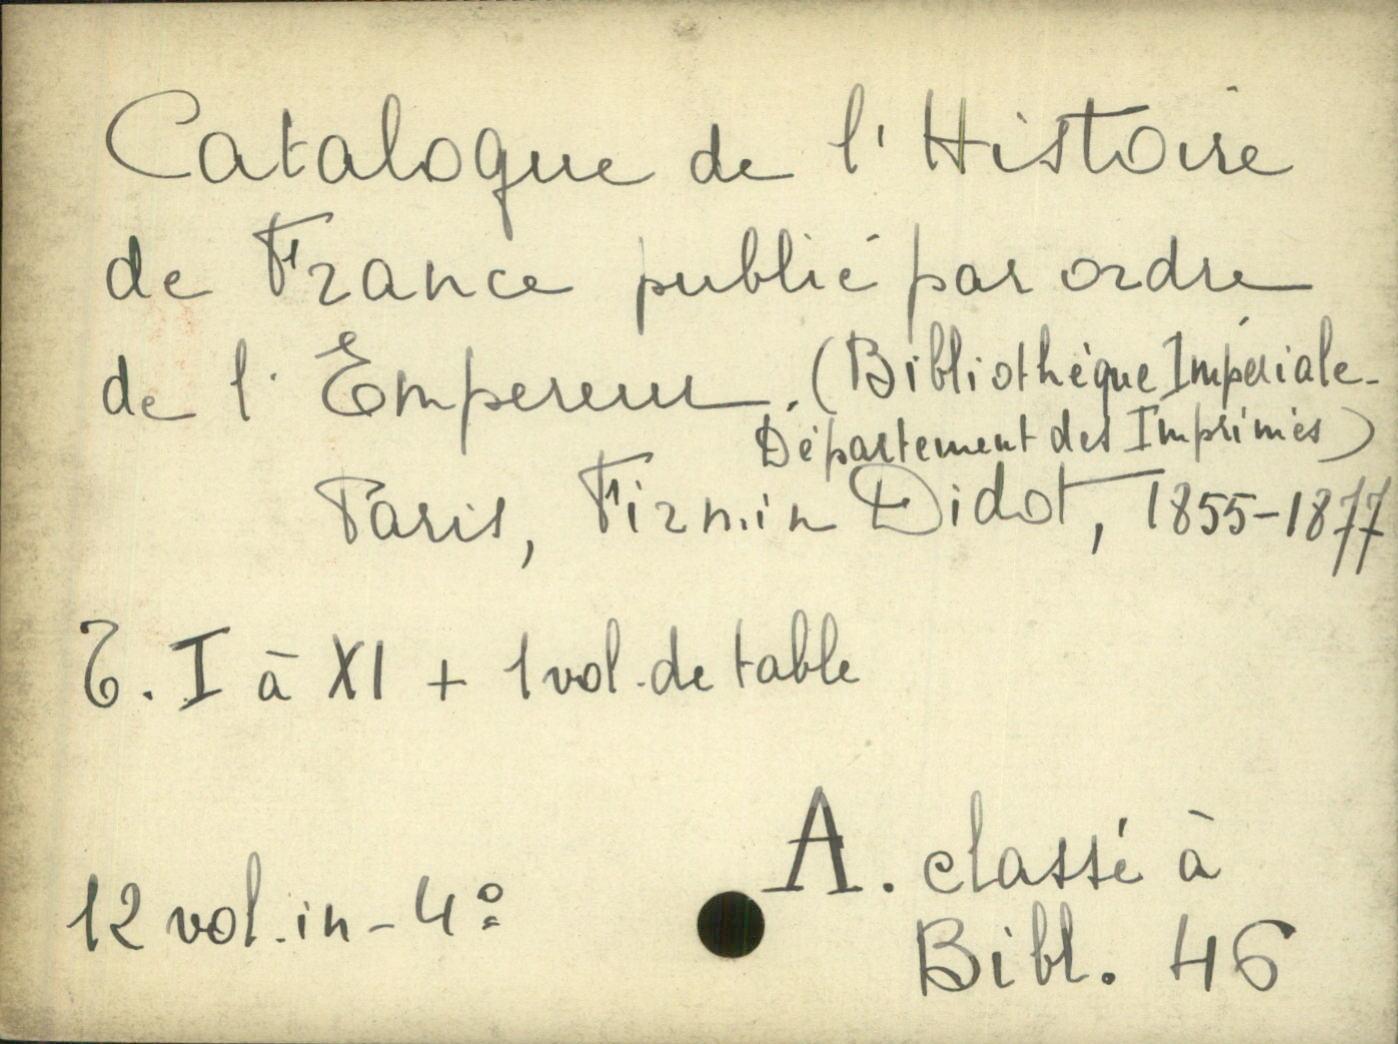 Catalogue de l'Histoire
de France publié par ordre
de l'Empereur. (Bibliothèque Impériale-
Département des Imprimés)
Paris, Firmin Didot, 1855-1877
T. I à XI + 1 vol. de table
A. classé à
12 vol. in-4º
Bibl. 46